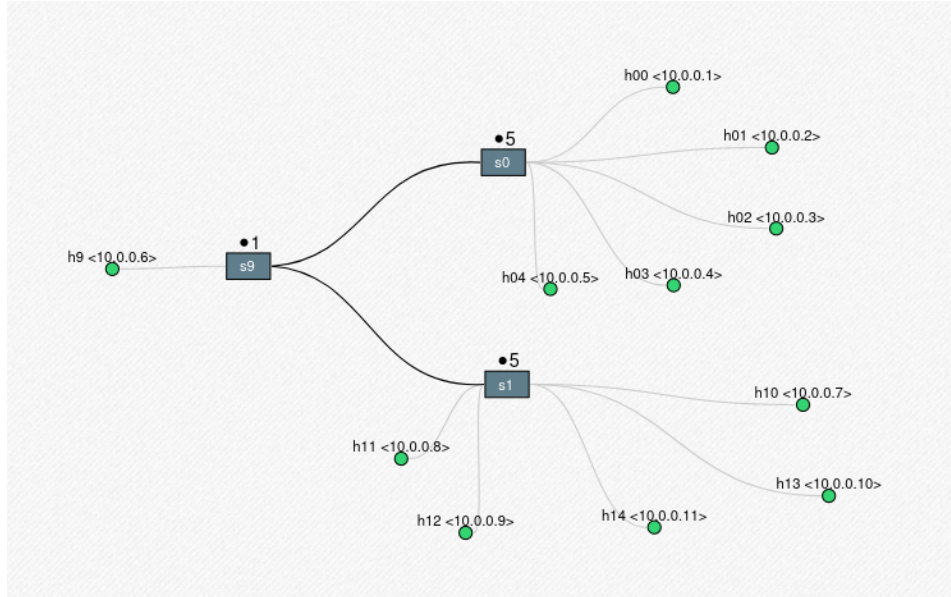 h00 <10.0.0.1>
h01 <10.0.0.2>
●5
s0
h02 <10.0.0.3>
●1
h9 <10.0.0.6>
s9
h04 <10.0.0.5>
h03 <10.0.0.4>
●5
s1
h10 <10.0.0.7>
h11 <10.0.0.8>
h13 <10.0.0.10>
h12 <10.0.0.9>
h14 <10.0.0.11>